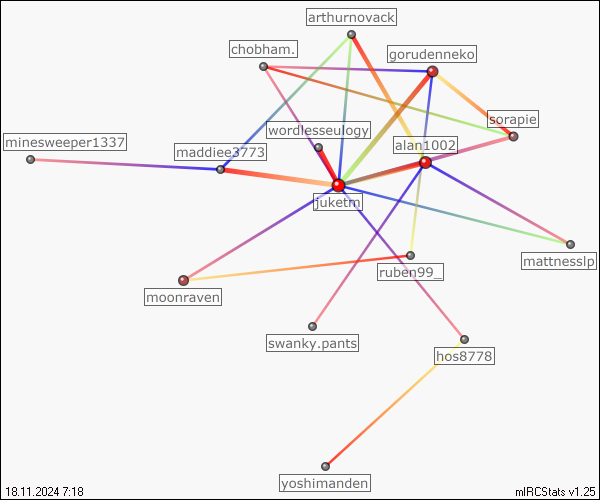 arthurnovack
chobham.
gorudenneko
sorapie
wordlesseulogy
minesweeper1337
alan1002
maddiee3773
juketm
mattnesslp
ruben99_
moonraven
swanky.pants
hos8778
yoshimanden
18.11.2024 7:18
mIRCStats v1.25